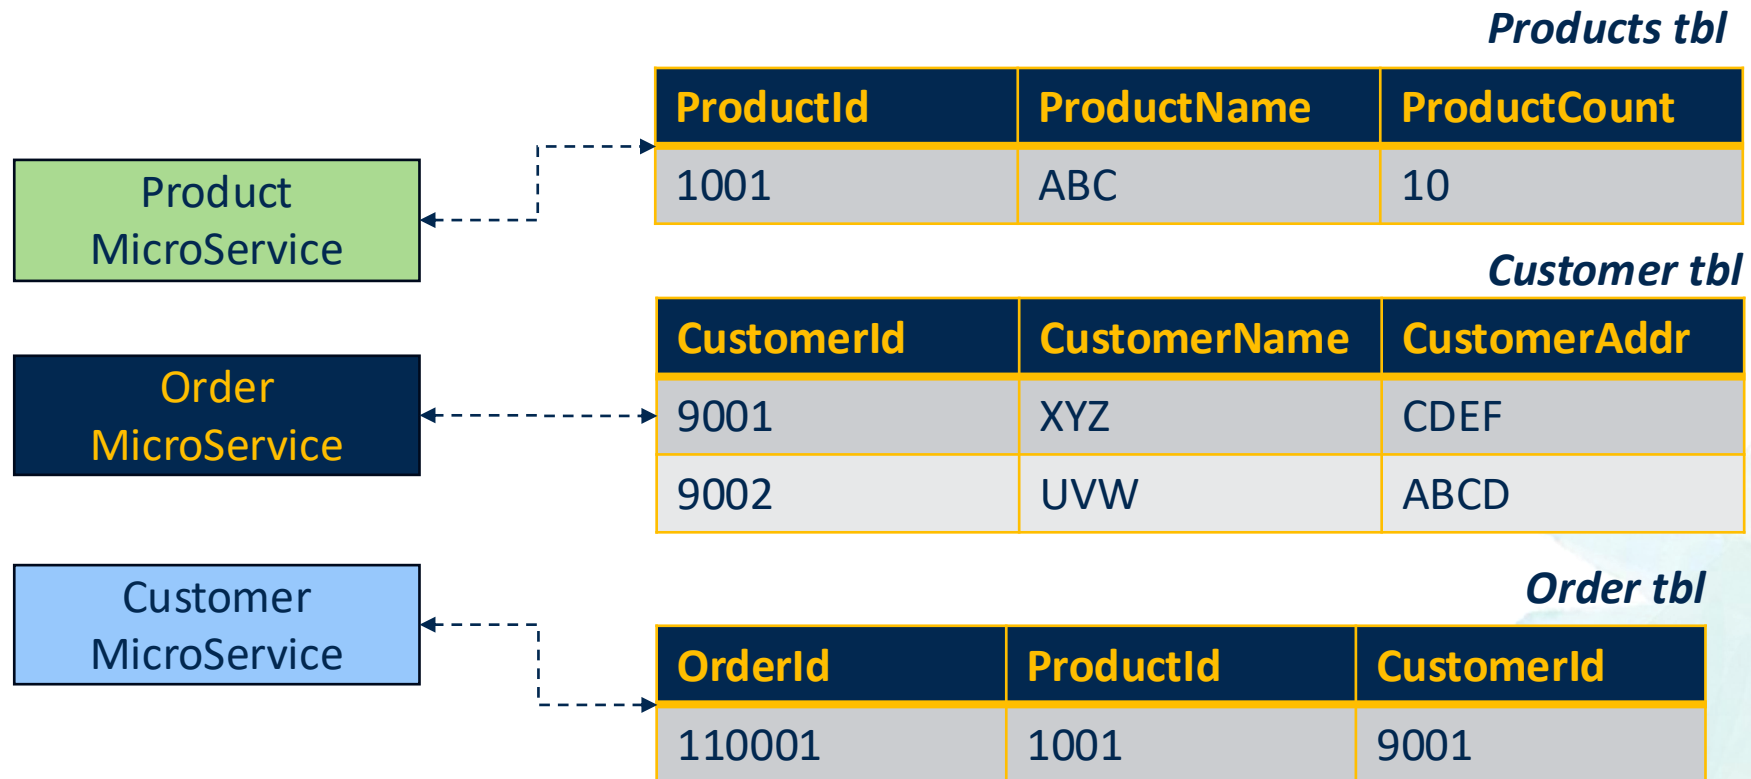 Products tbl
ProductId ProductName ProductCount
1001 ABC 10
Product
MicroService
Customer tbl
CustomerId CustomerName CustomerAddr
9001 XYZ CDEF
9002 UVW ABCD
Order
MicroService
Customer
MicroService
Order tbl
OrderId ProductId CustomerId
110001 1001 9001